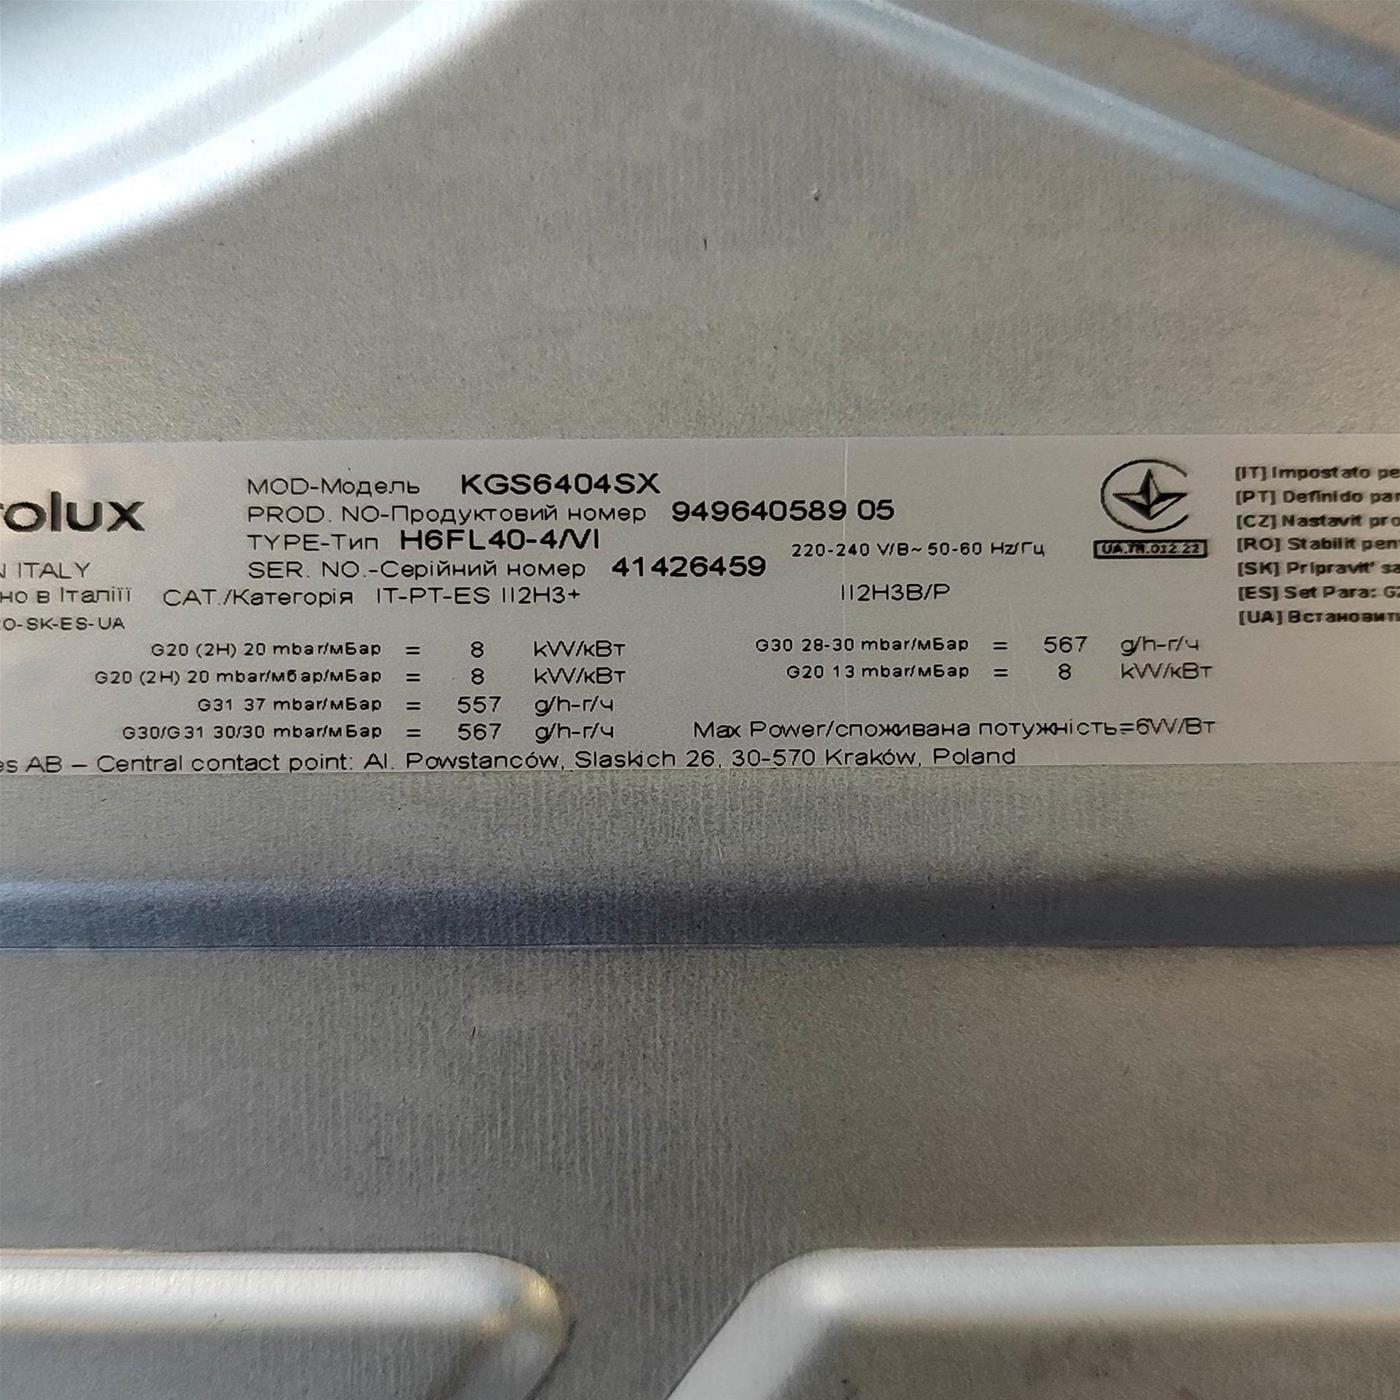 rolux
MOD-Модель KGS6404SX
PROD. NO-Продуктовий номер 949640589 05
TYPE-Тип H6FL40-4/VI
220-240 V/B~ 50-60 Hz/Гц
UA.TR.012.22
N ITALY
SER. NO.-Серійний номер 41426459
но в Італіїї
CAT./Категорія IT-PT-ES II2H3+ II2H3B/P
O-SK-ES-UA
G20 (2H) 20 mbar/мБар = 8 kW/кВт
G20 (2H) 20 mbar/мбар/мБар = 8 kW/кВт
G31 37 mbar/мБар = 557 g/h-г/ч
G30/G31 30/30 mbar/мБар = 567 g/h-г/ч
G30 28-30 mbar/мБар = 567 g/h-г/ч
G20 13 mbar/мБар = 8 kW/кВт
Max Power/споживана потужність=6W/Вт
es AB – Central contact point: Al. Powstanców, Slaskich 26, 30-570 Kraków, Poland
[IT] Impostato pe
[PT] Definido par
[CZ] Nastavit pro
[RO] Stabilit pen
[SK] Pripravit' sa
[ES] Set Para: G2
[UA] Встановити